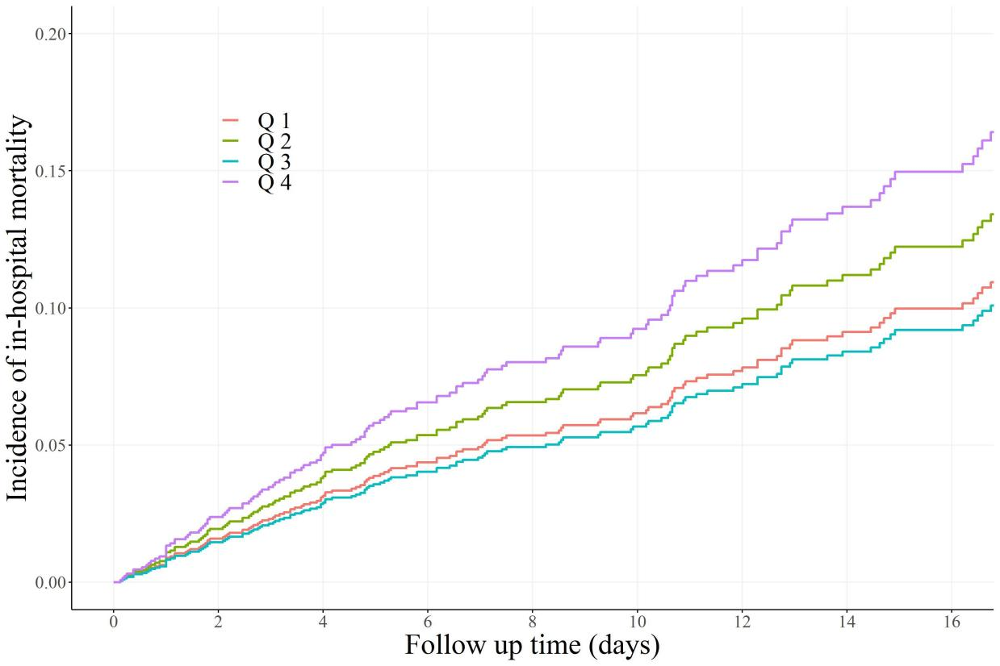 Incidence of in-hospital mortality
0.20
0.15
0.10
0.05
0.00
Q 1
Q 2
Q 3
Q 4
0 2 4 6 8 10 12 14 16
Follow up time (days)